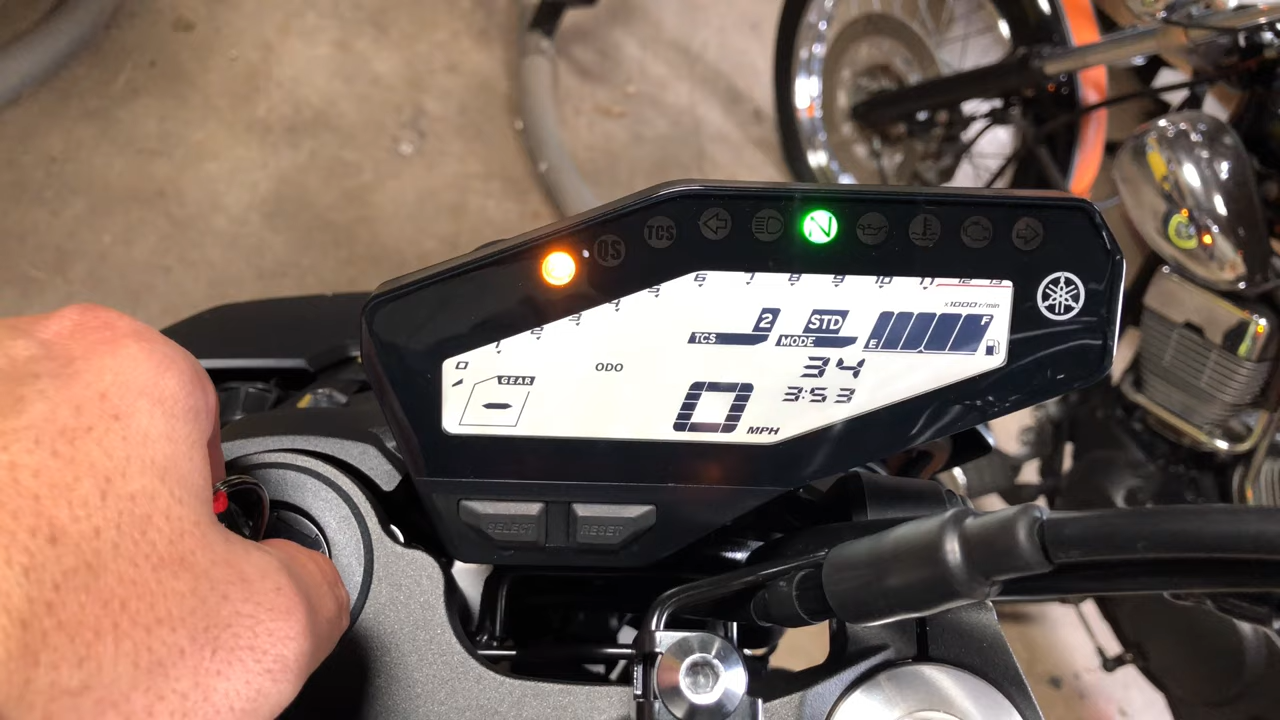 QS TCS N
0 1 2 3 4 5 6 7 8 9 10 11 12 13
×1000 r/min
TCS 2 MODE STD E F
ODO 34
GEAR -
0 MPH 3:53
SELECT RESET